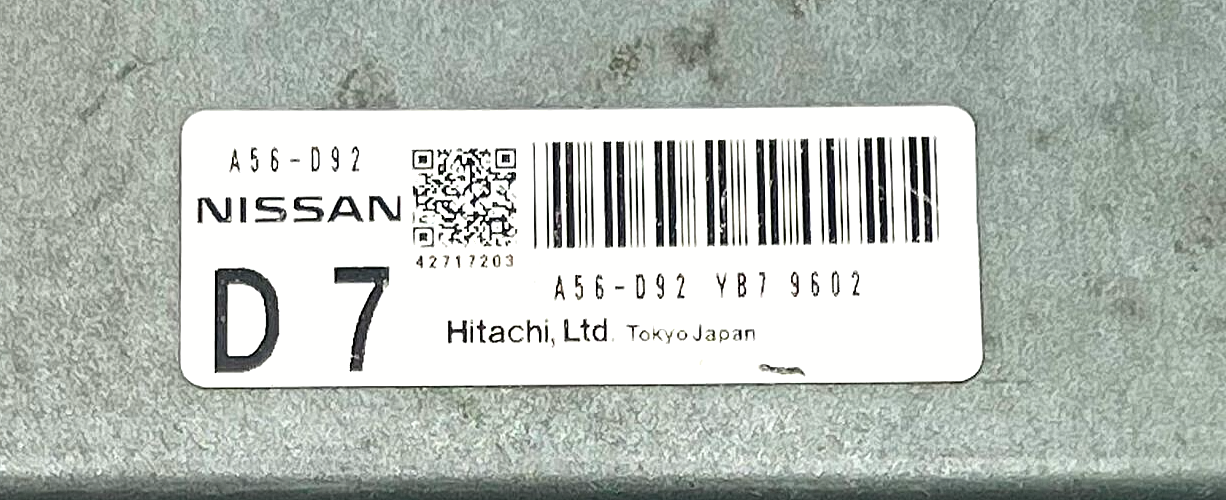 A56-D92
NISSAN
D 7
42717203
A56-D92 YB7 9602
Hitachi, Ltd. Tokyo Japan